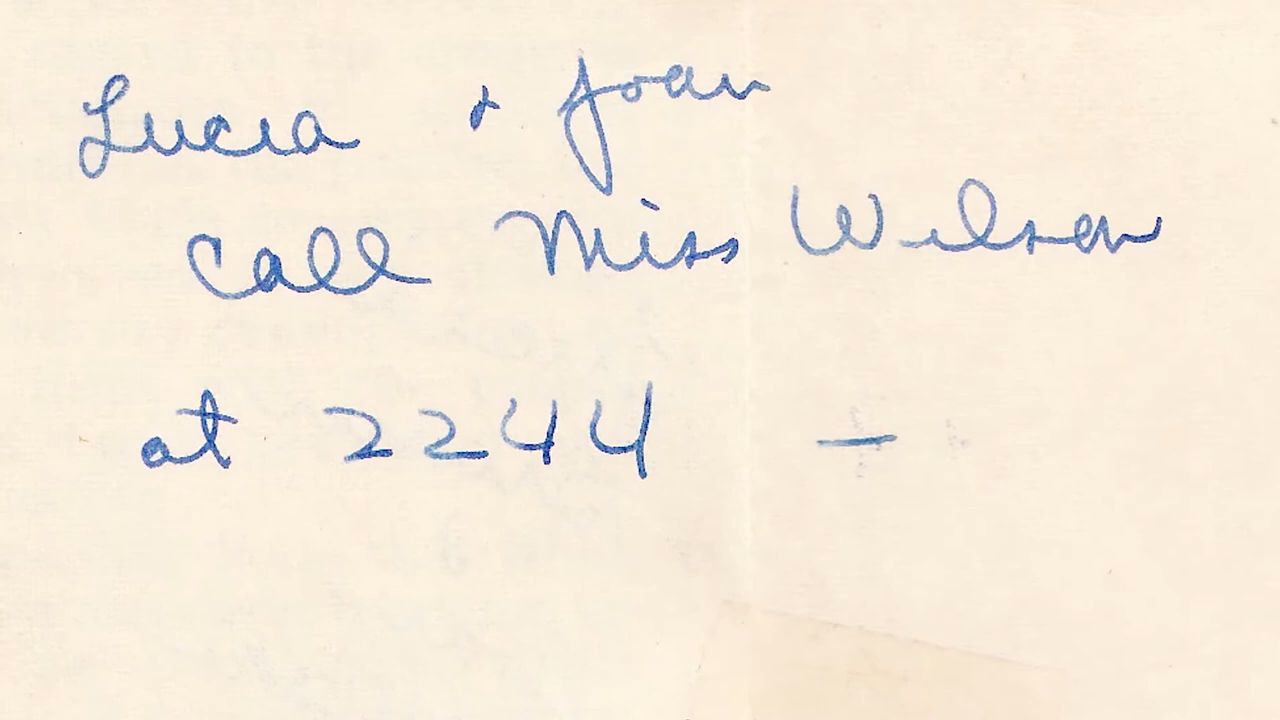 Lucia & Joan
Call Miss Wilson
at 2244 —